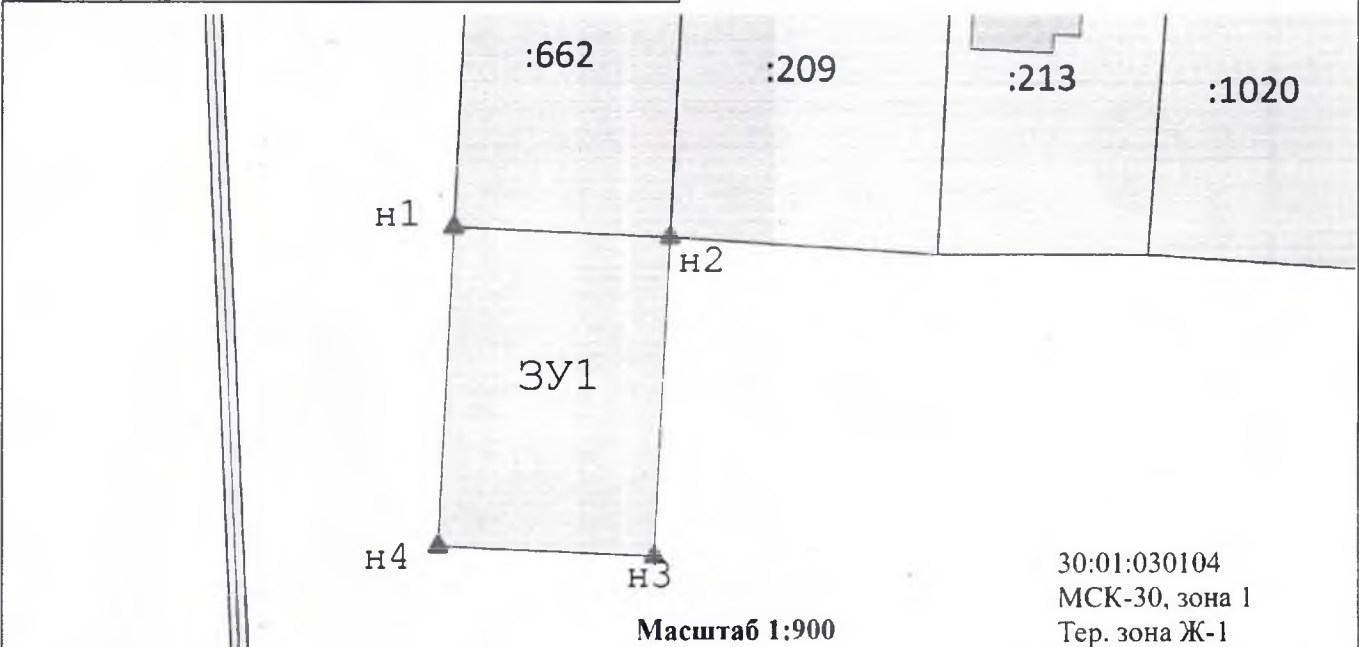 :662
:209
:213
:1020
н1
н2
ЗУ1
н4
н3
30:01:030104
МСК-30, зона 1
Масштаб 1:900
Тер. зона Ж-1